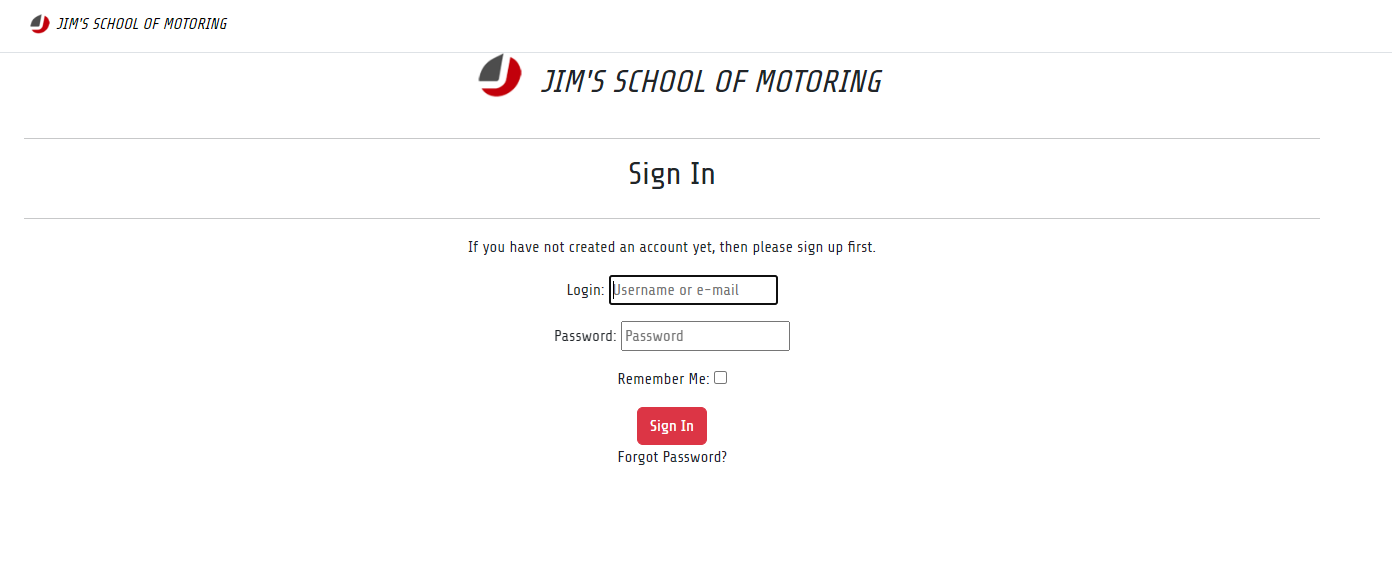 JIM'S SCHOOL OF MOTORING
JIM'S SCHOOL OF MOTORING
Sign In
If you have not created an account yet, then please sign up first.
Login: Username or e-mail
Password: Password
Remember Me:
Sign In
Forgot Password?